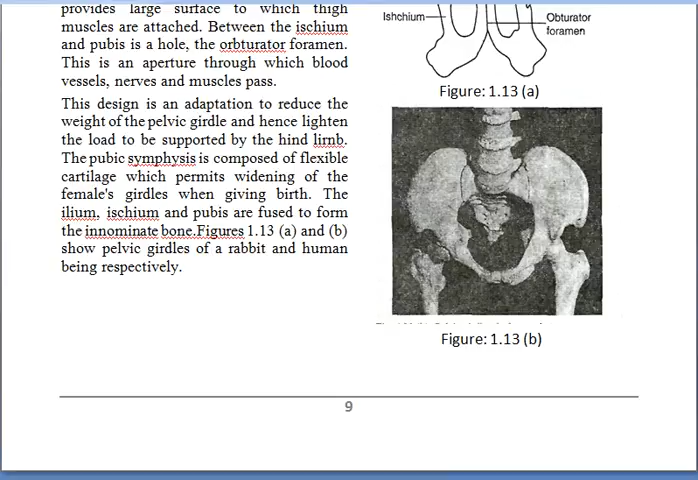 provides large surface to which thigh
muscles are attached. Between the ischium
and pubis is a hole, the orbturator foramen.
This is an aperture through which blood
vessels, nerves and muscles pass.
This design is an adaptation to reduce the
weight of the pelvic girdle and hence lighten
the load to be supported by the hind lirnb.
The pubic symphysis is composed of flexible
cartilage which permits widening of the
female's girdles when giving birth. The
ilium, ischium and pubis are fused to form
the innominate bone.Figures 1.13 (a) and (b)
show pelvic girdles of a rabbit and human
being respectively.
Ishchium
Obturator
foramen
Figure: 1.13 (a)
Figure: 1.13 (b)
9